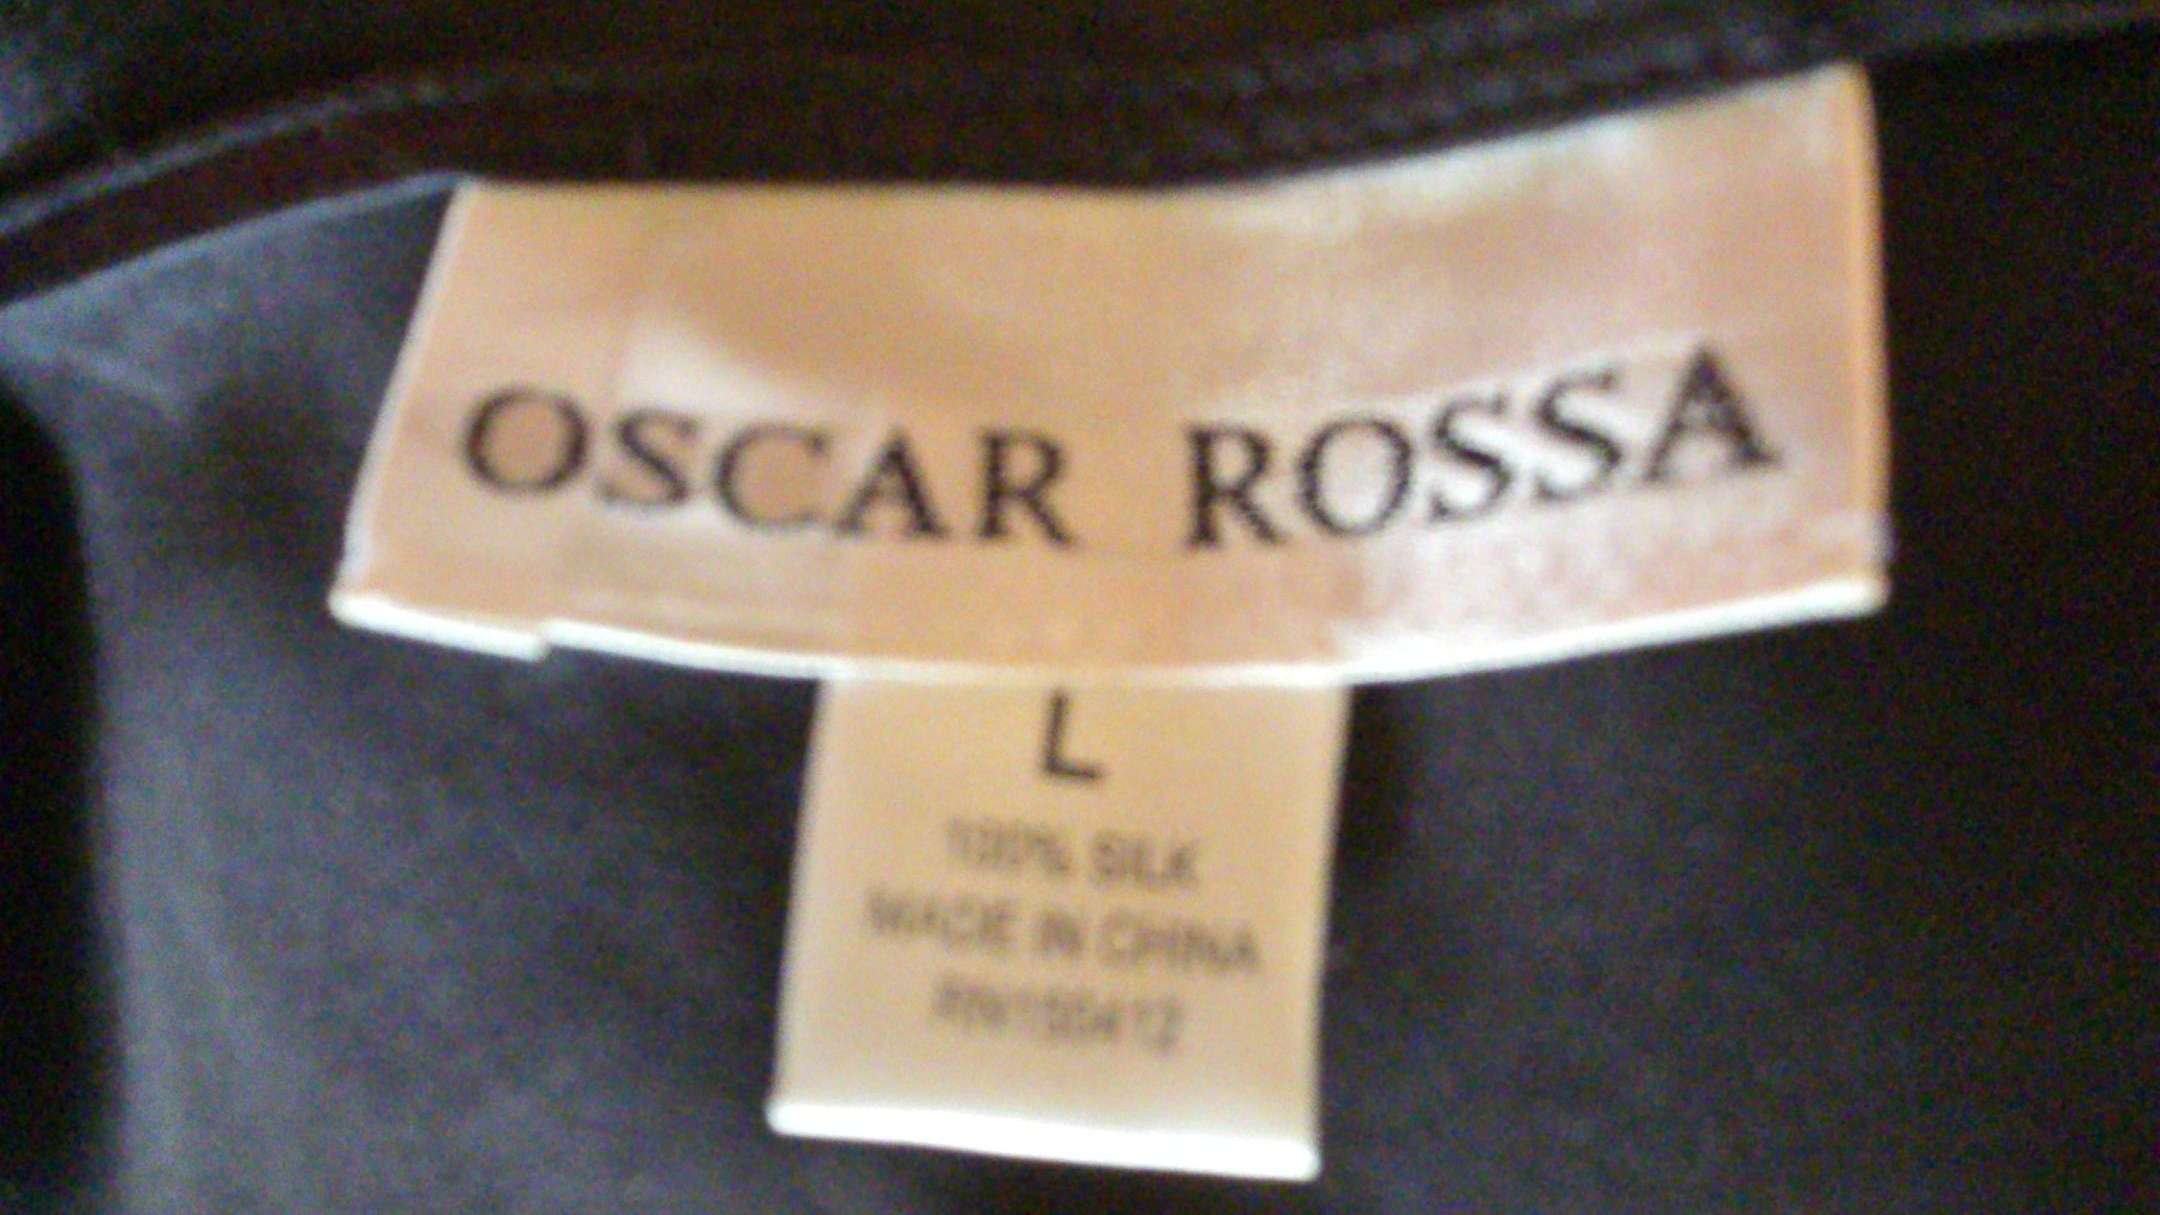 OSCAR ROSSA
L
100% SILK
MADE IN CHINA